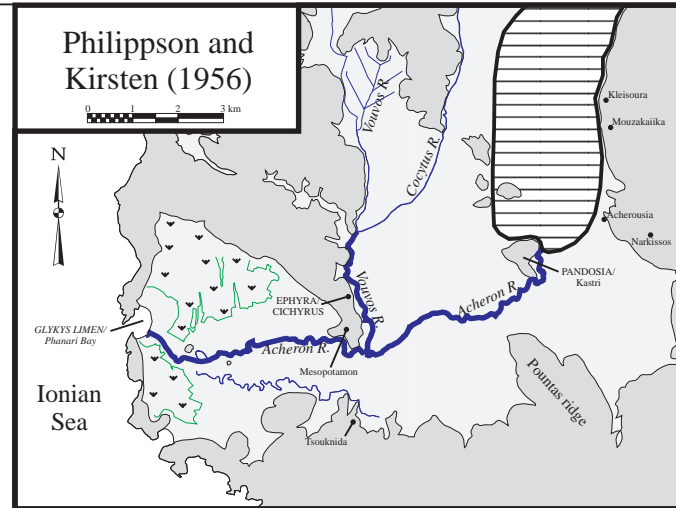 Philippson and
Kirsten (1956)
0 1 2 3 km
N
Vouvos R.
Cocytus R.
Kleisoura
Mouzakaiika
Acherousia
Narkissos
PANDOSIA/
Kastri
EPHYRA/
CICHYRUS
Vouvos R.
Acheron R.
GLYKYS LIMEN/
Phanari Bay
Acheron R.
Mesopotamon
Ionian
Sea
Pountas ridge
Tsouknida